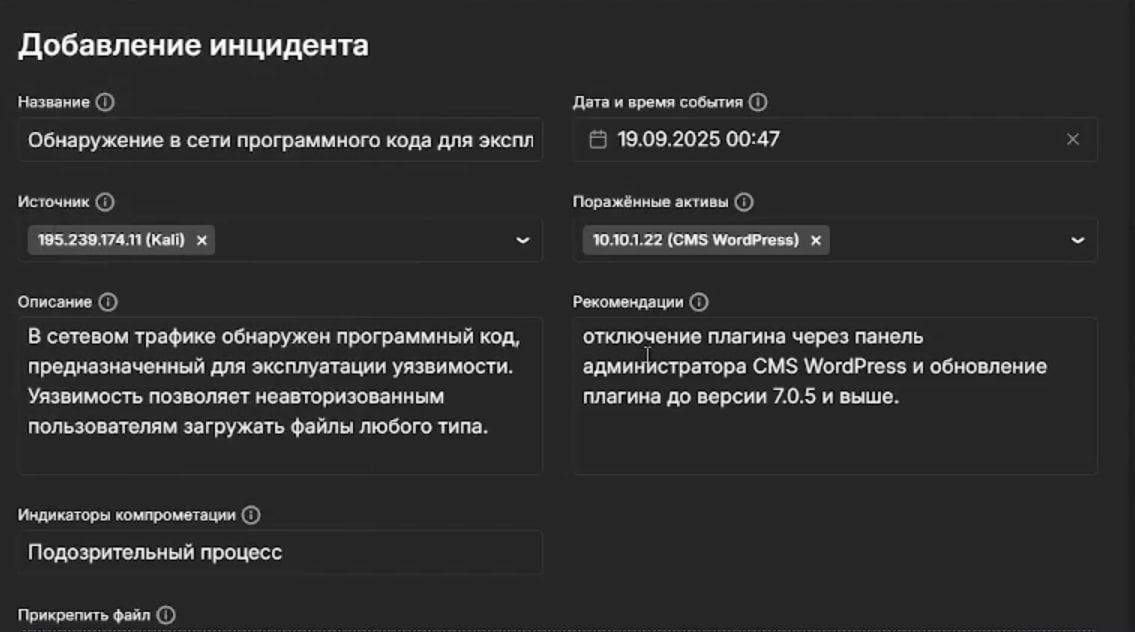 Добавление инцидента
Название
Дата и время события
Обнаружение в сети программного кода для экспл
19.09.2025 00:47
Источник
Поражённые активы
195.239.174.11 (Kali)
10.10.1.22 (CMS WordPress)
Описание
Рекомендации
В сетевом трафике обнаружен программный код,
предназначенный для эксплуатации уязвимости.
Уязвимость позволяет неавторизованным
пользователям загружать файлы любого типа.
отключение плагина через панель
администратора CMS WordPress и обновление
плагина до версии 7.0.5 и выше.
Индикаторы компрометации
Подозрительный процесс
Прикрепить файл